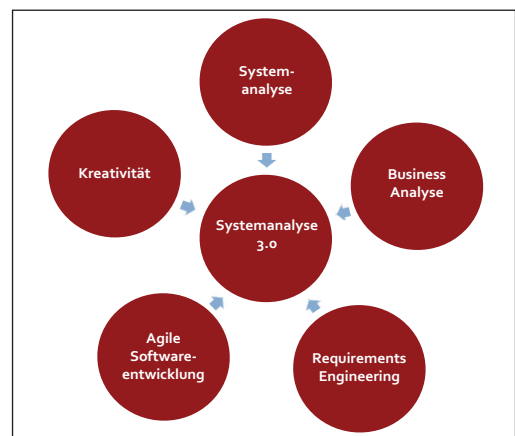 System-
analyse
Kreativität
Business
Analyse
Systemanalyse
3.0
Agile
Software-
entwicklung
Requirements
Engineering